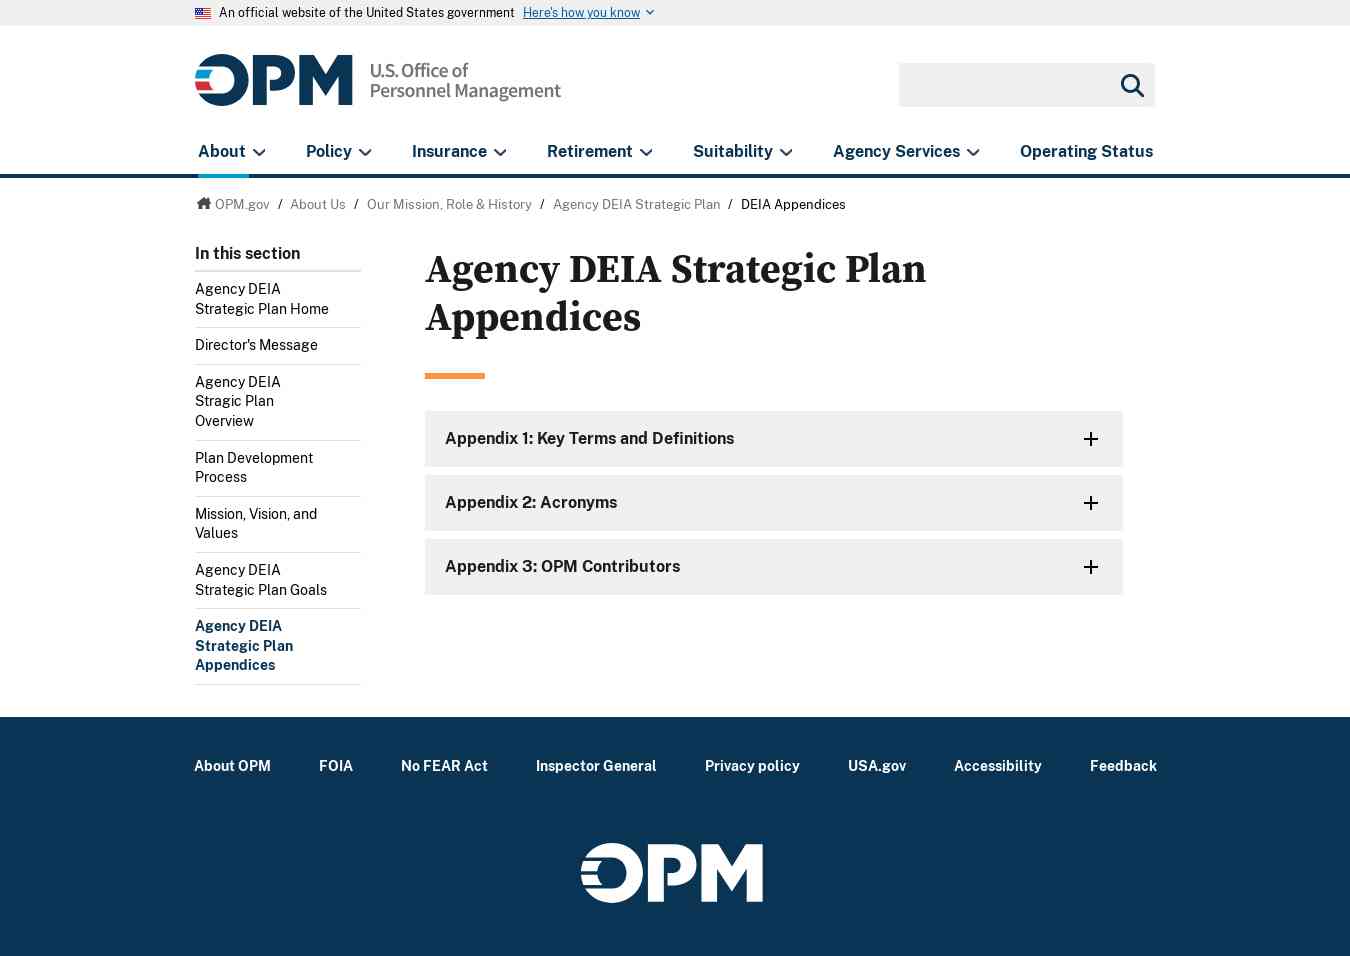 An official website of the United States government Here's how you know
OPM U.S. Office of
Personnel Management
About Policy Insurance Retirement Suitability Agency Services Operating Status
OPM.gov / About Us / Our Mission, Role & History / Agency DEIA Strategic Plan / DEIA Appendices
In this section
Agency DEIA
Strategic Plan Home
Director's Message
Agency DEIA
Stragic Plan
Overview
Plan Development
Process
Mission, Vision, and
Values
Agency DEIA
Strategic Plan Goals
Agency DEIA
Strategic Plan
Appendices
Agency DEIA Strategic Plan
Appendices
Appendix 1: Key Terms and Definitions
Appendix 2: Acronyms
Appendix 3: OPM Contributors
About OPM FOIA No FEAR Act Inspector General Privacy policy USA.gov Accessibility Feedback
OPM